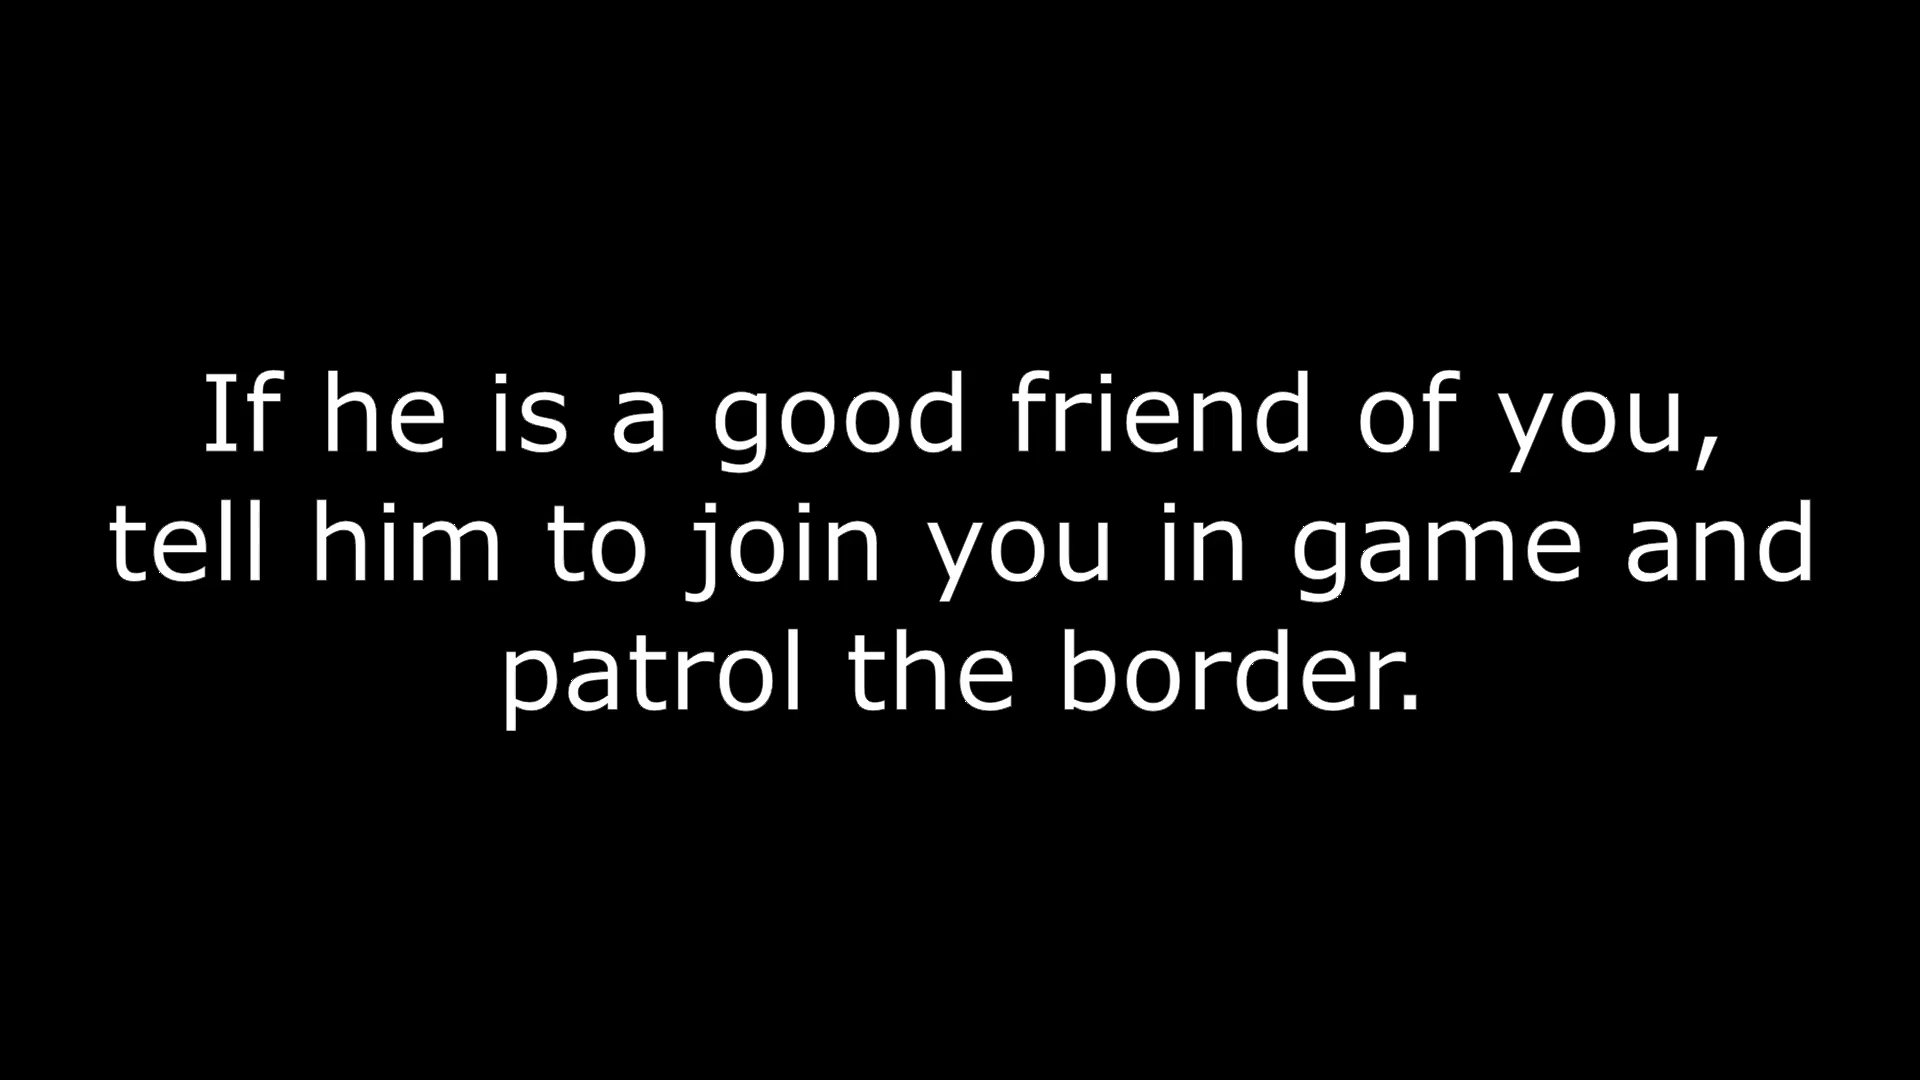 If he is a good friend of you,
tell him to join you in game and
patrol the border.